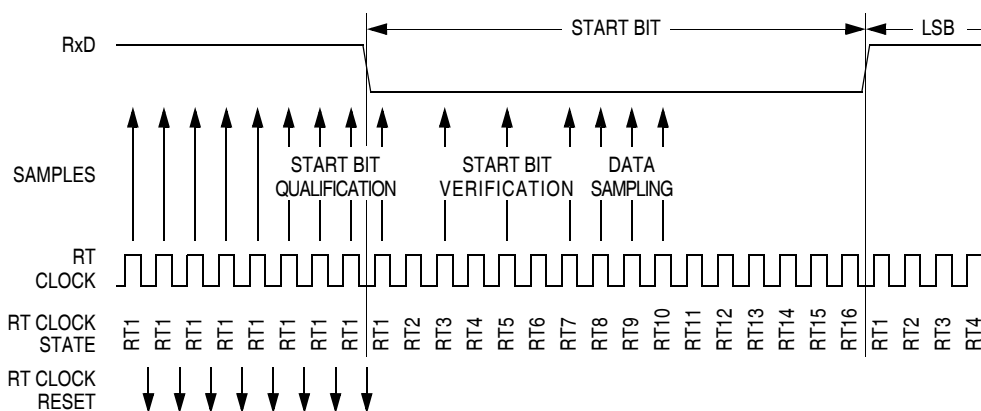 START BIT
LSB
RxD
SAMPLES
START BIT
QUALIFICATION
START BIT
VERIFICATION
DATA
SAMPLING
RT
CLOCK
RT CLOCK
STATE
RT1 RT1 RT1 RT1 RT1 RT1 RT1 RT1 RT1 RT2 RT3 RT4 RT5 RT6 RT7 RT8 RT9 RT10 RT11 RT12 RT13 RT14 RT15 RT16 RT1 RT2 RT3 RT4
RT CLOCK
RESET